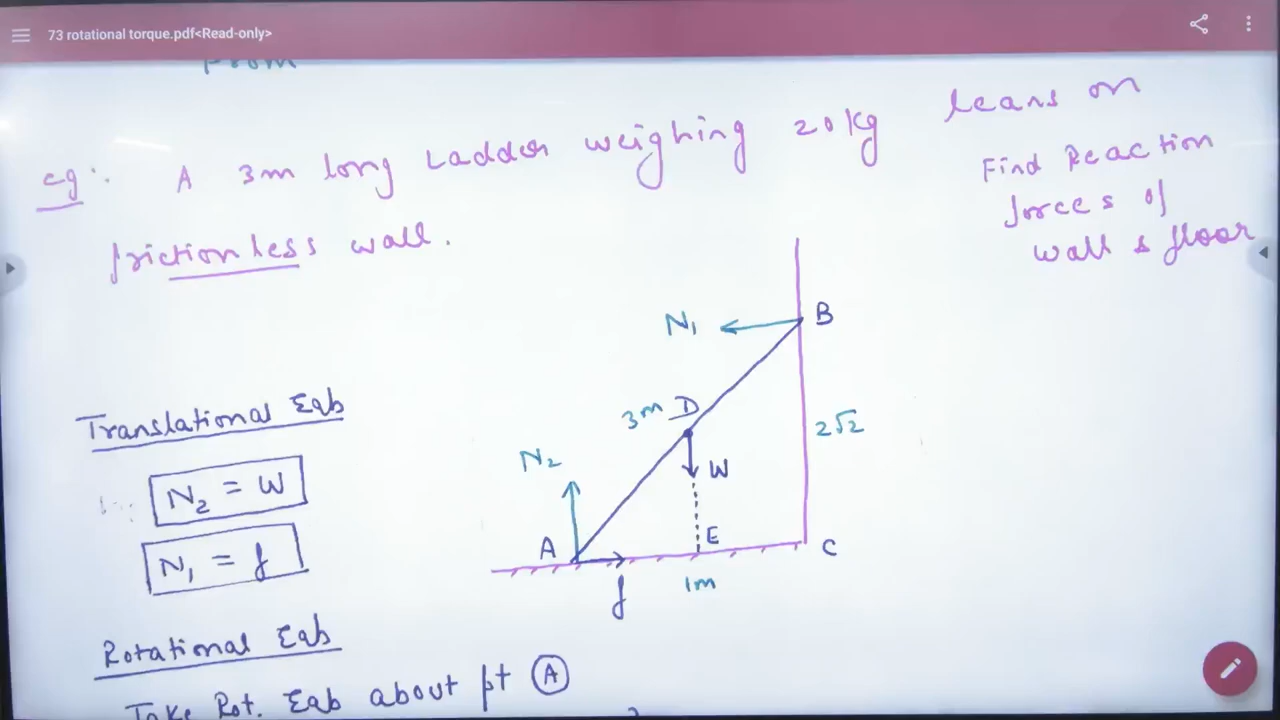 73 rotational torque.pdf<Read-only>
From
eg:. A 3m long Ladder weighing 20kg leans on
frictionless wall.
Find Reaction
forces of
wall & floor
N₁
B
3m D
2√2
Translational Eqb
N₂
W
N₂ = W
A
E
C
N₁ = f
1m
f
Rotational Eqb
Take Rot. Eqb about pt A